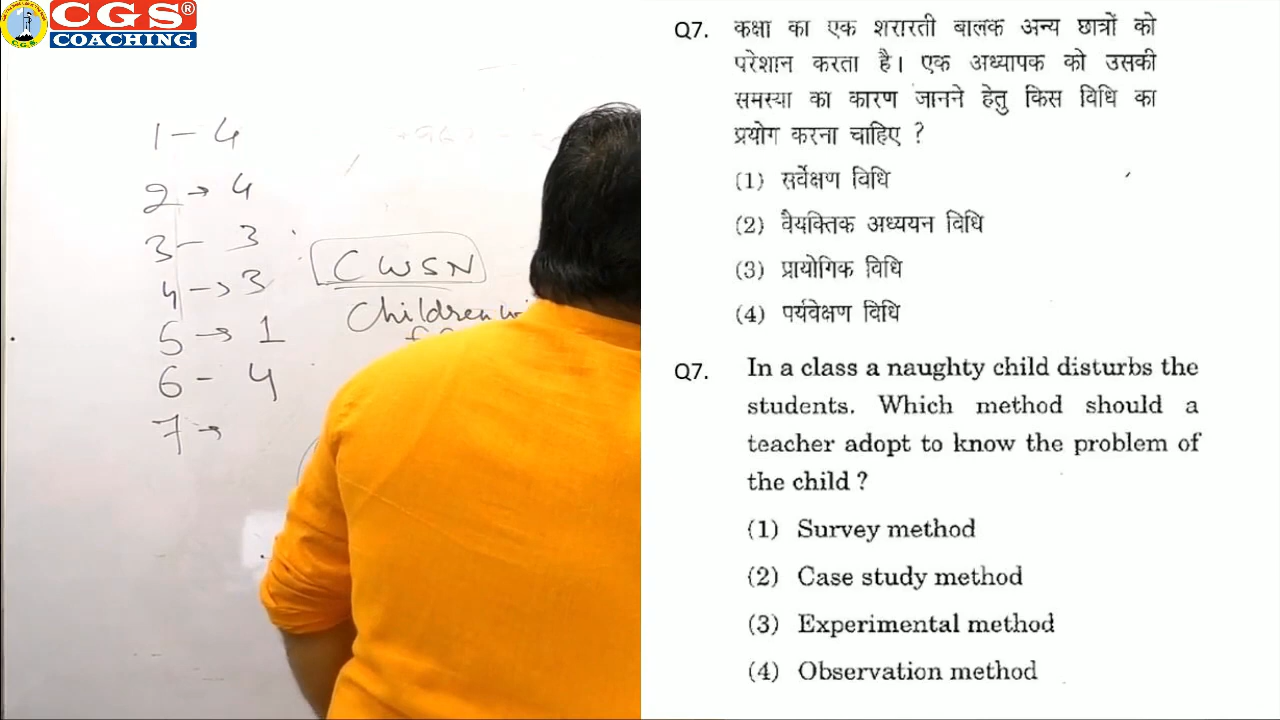 CGS®
COACHING
C.G.S.
1 - 4
2 → 4
3 - 3
4 → 3
5 → 1
6 - 4
7 →
CWSN
Children
Q7. कक्षा का एक शरारती बालक अन्य छात्रों को
परेशान करता है। एक अध्यापक को उसकी
समस्या का कारण जानने हेतु किस विधि का
प्रयोग करना चाहिए ?
(1) सर्वेक्षण विधि
(2) वैयक्तिक अध्ययन विधि
(3) प्रायोगिक विधि
(4) पर्यवेक्षण विधि
Q7. In a class a naughty child disturbs the
students. Which method should a
teacher adopt to know the problem of
the child ?
(1) Survey method
(2) Case study method
(3) Experimental method
(4) Observation method